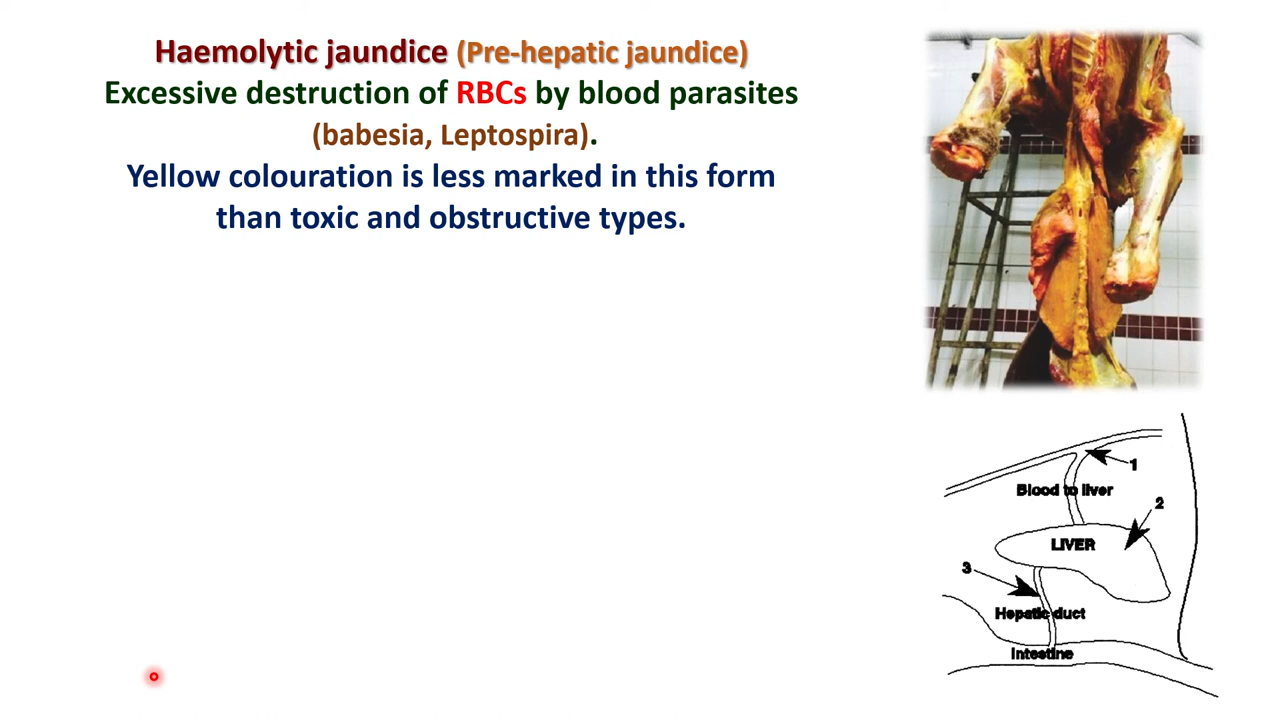 Haemolytic jaundice (Pre-hepatic jaundice)
Excessive destruction of RBCs by blood parasites
(babesia, Leptospira).
Yellow colouration is less marked in this form
than toxic and obstructive types.
1
Blood to liver
2
LIVER
3
Hepatic duct
Intestine